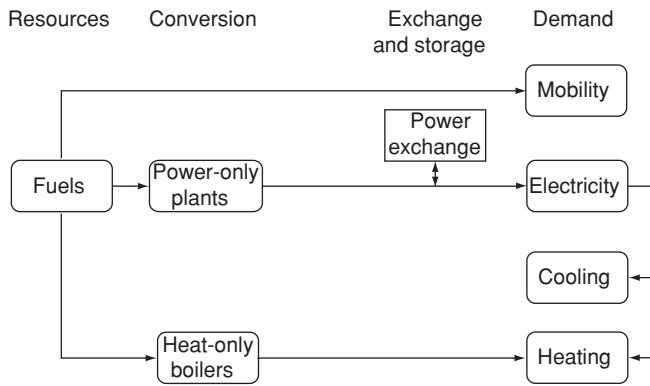 Resources
Conversion
Exchange
and storage
Demand
Mobility
Power
exchange
Fuels
Power-only
plants
Electricity
Cooling
Heat-only
boilers
Heating